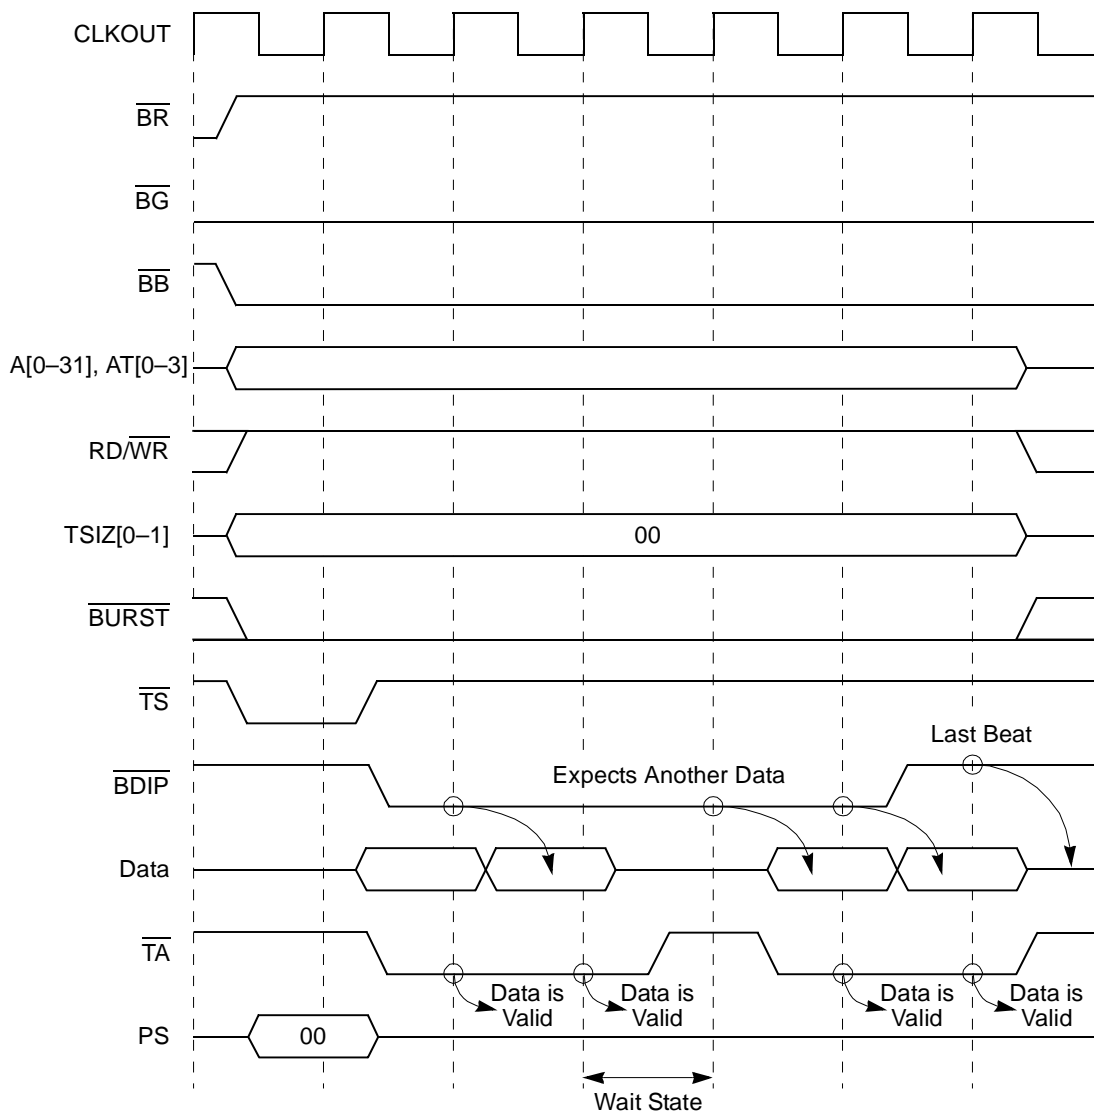 CLKOUT
BR
BG
BB
A[0–31], AT[0–3]
RD/WR
TSIZ[0–1]
00
BURST
TS
Last Beat
BDIP
Expects Another Data
Data
TA
Data is
Valid
Data is
Valid
Data is
Valid
Data is
Valid
PS
00
Wait State